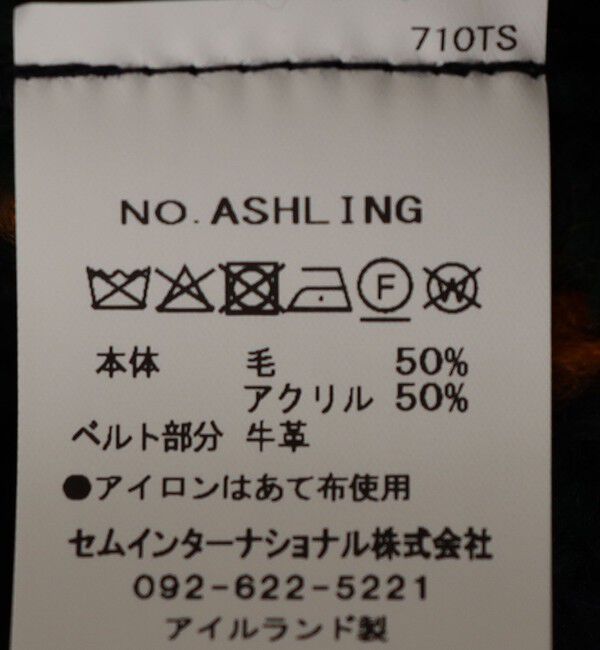 710TS
NO.ASHLING
F W
本体 毛 50%
アクリル 50%
ベルト部分 牛革
●アイロンはあて布使用
セムインターナショナル株式会社
092-622-5221
アイルランド製